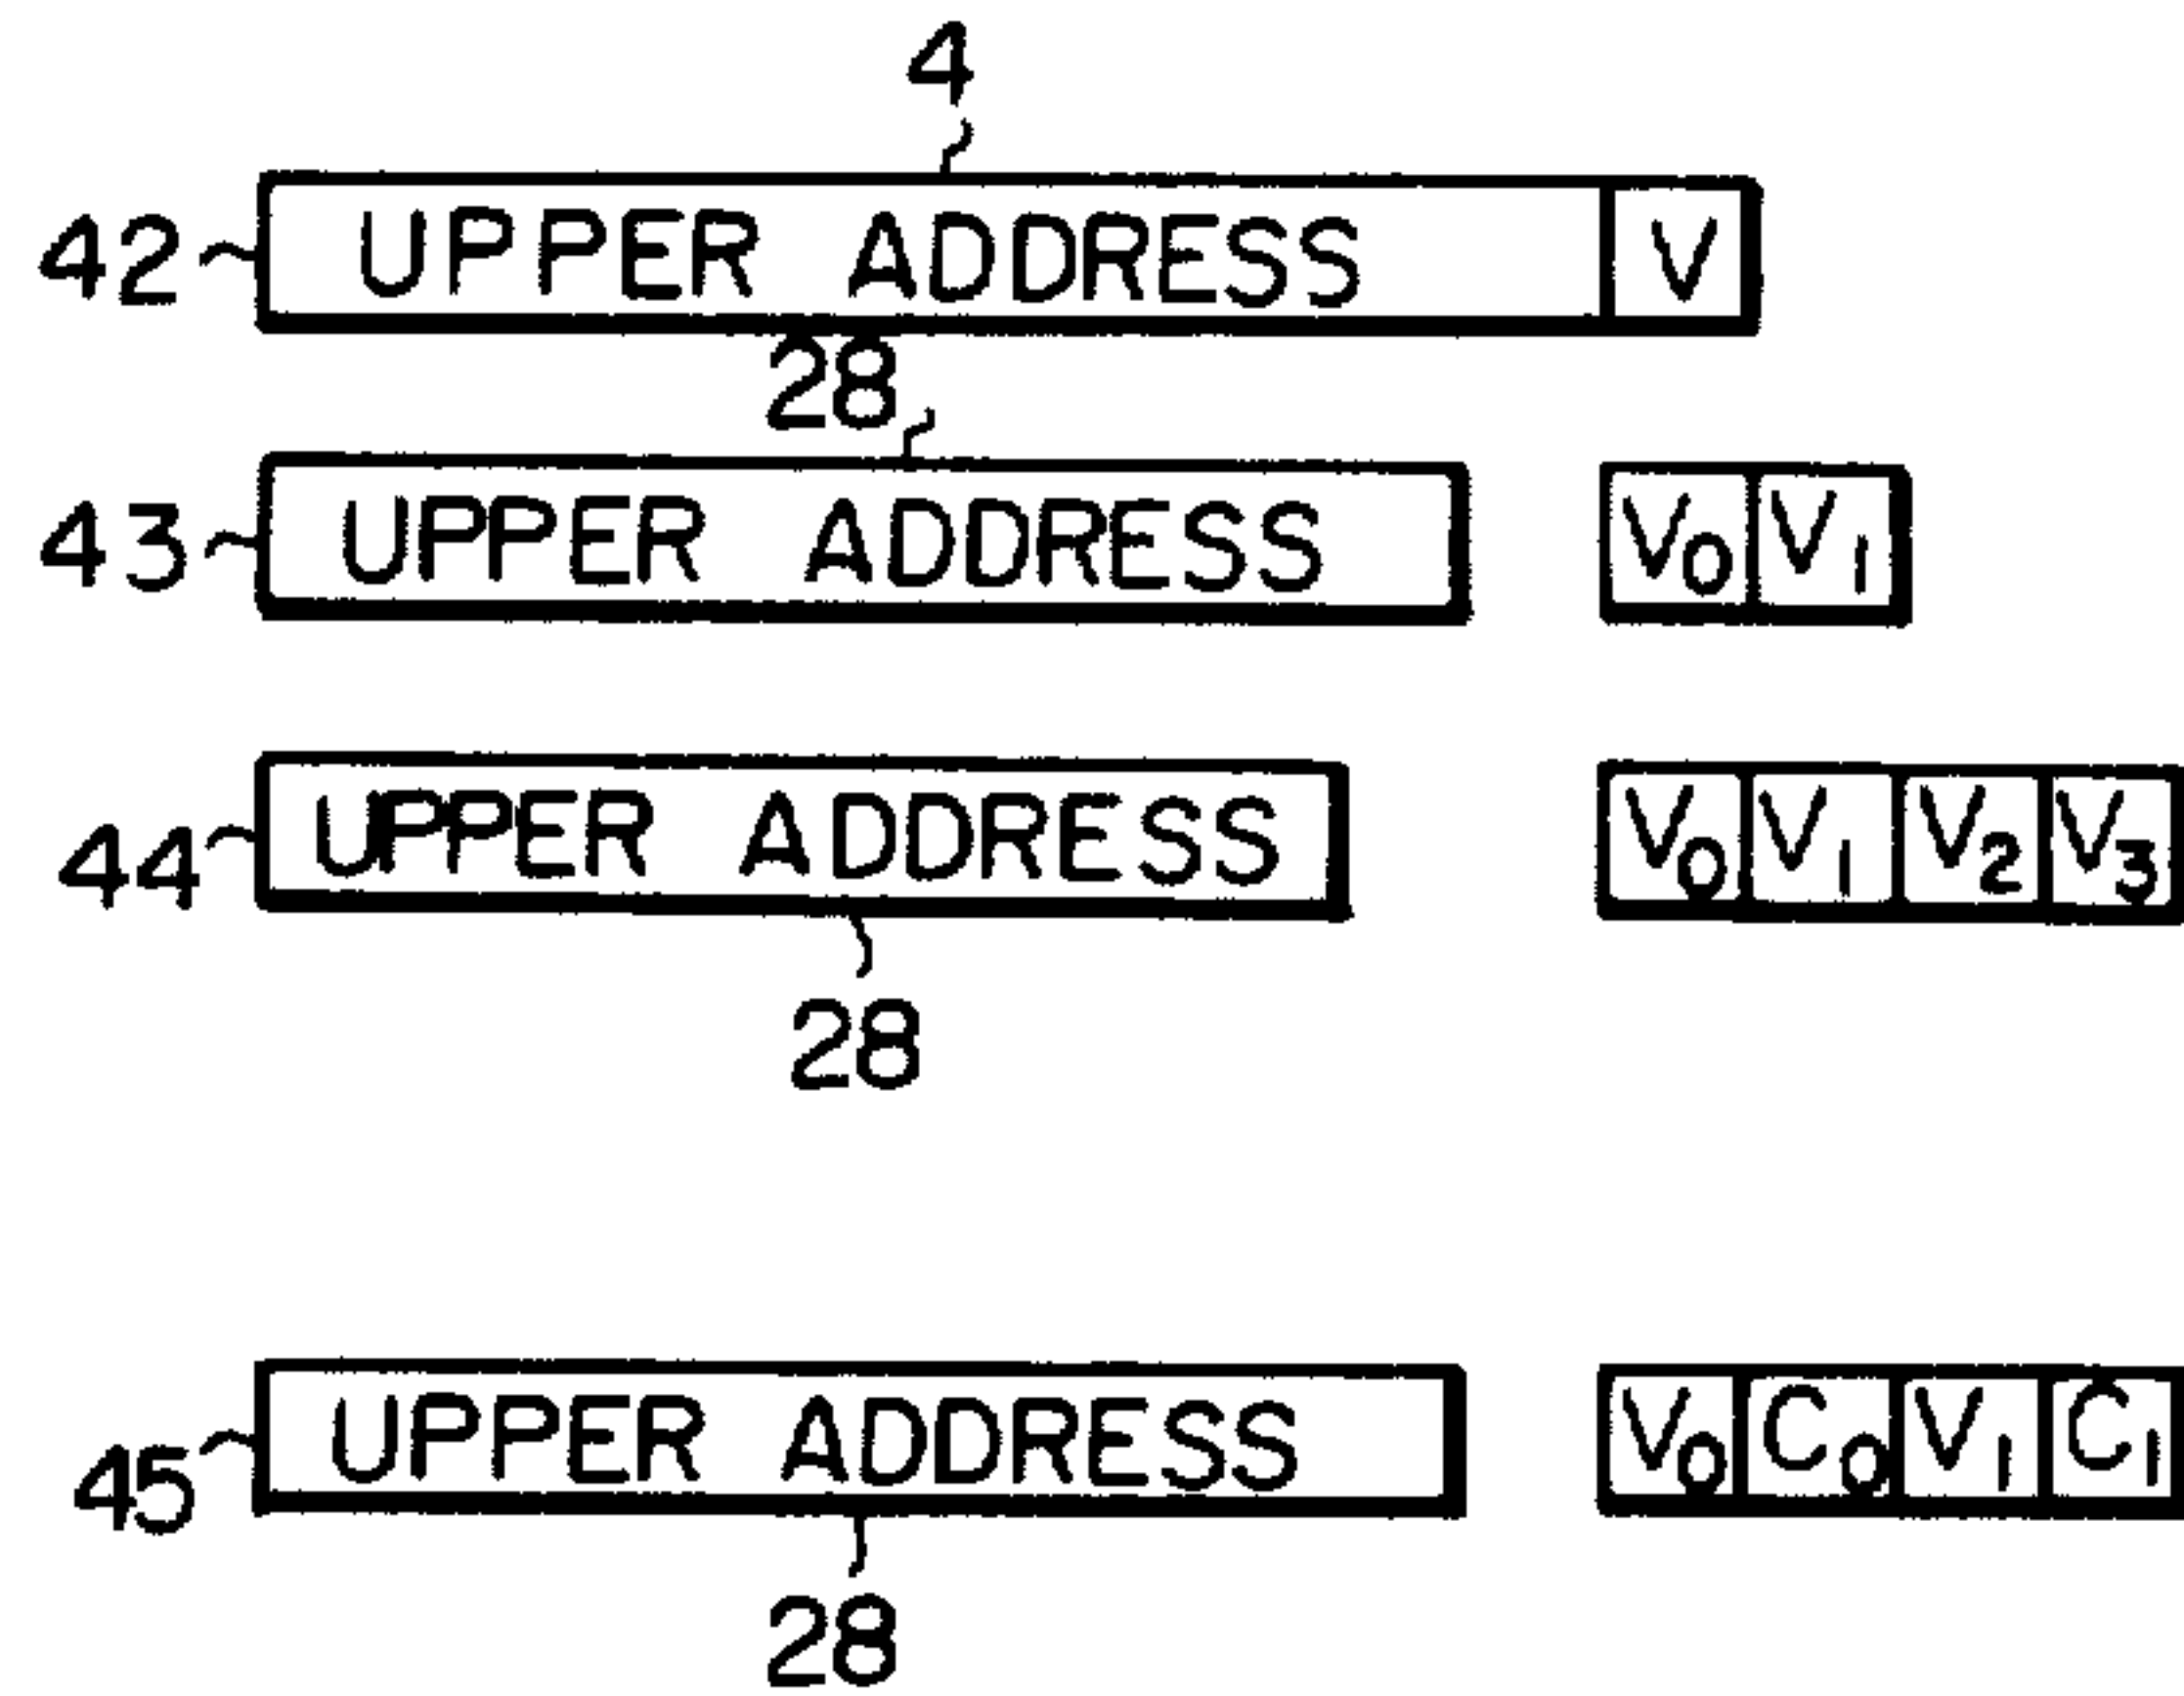 4
42 UPPER ADDRESS V
28
43 UPPER ADDRESS V0 V1
44 UPPER ADDRESS V0 V1 V2 V3
28
45 UPPER ADDRESS V0 C0 V1 C1
28